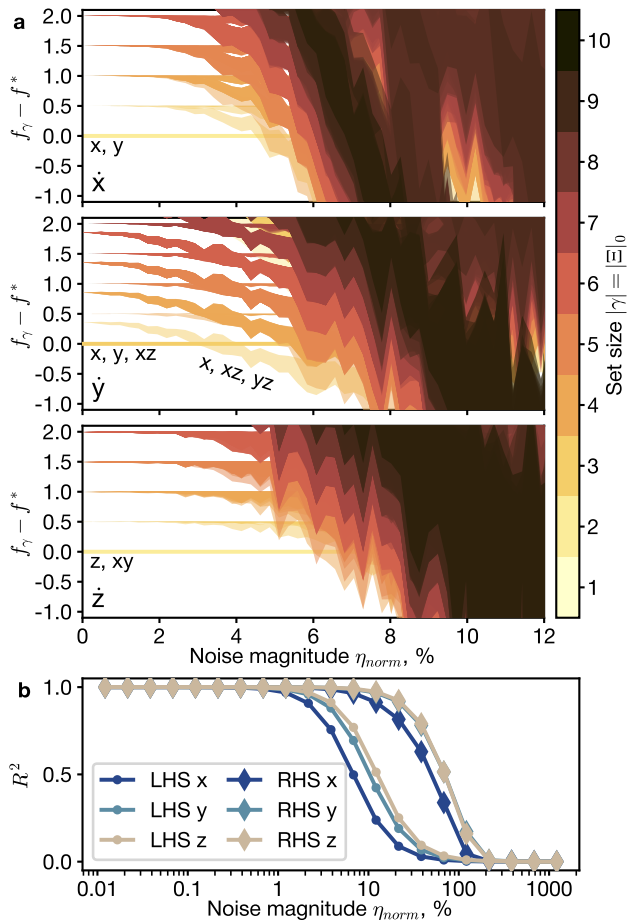 a
2.0
1.5
1.0
0.5
0.0
-0.5
-1.0
f_γ − f*
x, y
ẋ
2.0
1.5
1.0
0.5
0.0
-0.5
-1.0
f_γ − f*
x, y, xz
x, xz, yz
ẏ
2.0
1.5
1.0
0.5
0.0
-0.5
-1.0
f_γ − f*
z, xy
ż
0 2 4 6 8 10 12
Noise magnitude η_norm, %
10
9
8
7
6
5
4
3
2
1
Set size |γ| = |Ξ|₀
b
1.0
0.5
0.0
R²
LHS x
LHS y
LHS z
RHS x
RHS y
RHS z
0.01 0.1 1 10 100 1000
Noise magnitude η_norm, %